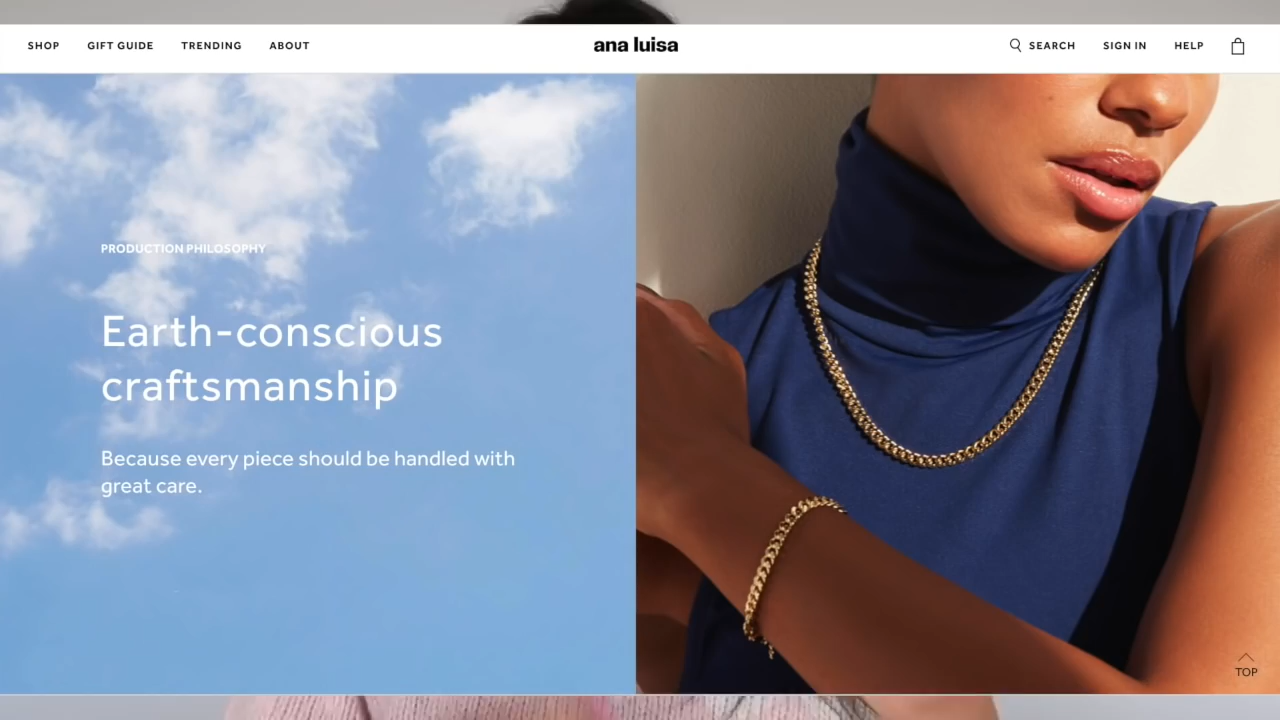 SHOP
GIFT GUIDE
TRENDING
ABOUT
ana luisa
SEARCH
SIGN IN
HELP
PRODUCTION PHILOSOPHY
Earth-conscious
craftsmanship
Because every piece should be handled with
great care.
TOP